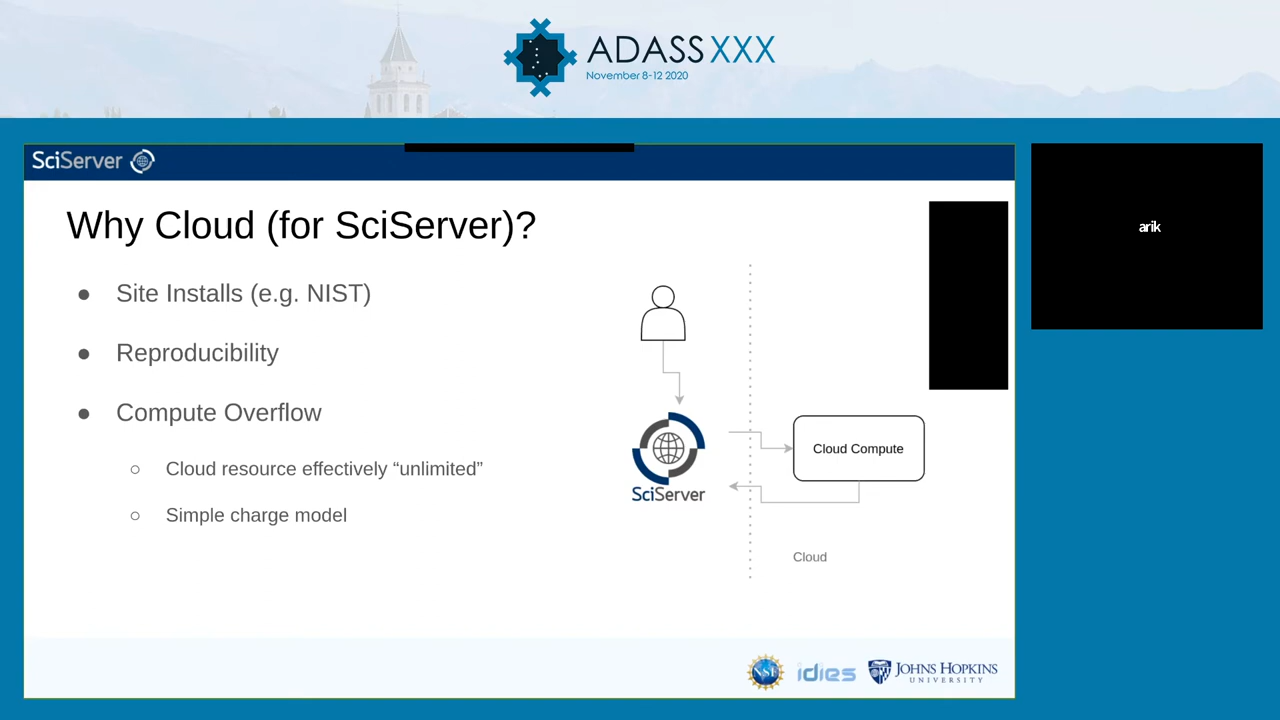 ADASS XXX
November 8-12 2020
SciServer
arik
Why Cloud (for SciServer)?
● Site Installs (e.g. NIST)
● Reproducibility
● Compute Overflow
○ Cloud resource effectively “unlimited”
○ Simple charge model
Cloud Compute
SciServer
Cloud
NSF
idies
JOHNS HOPKINS
UNIVERSITY